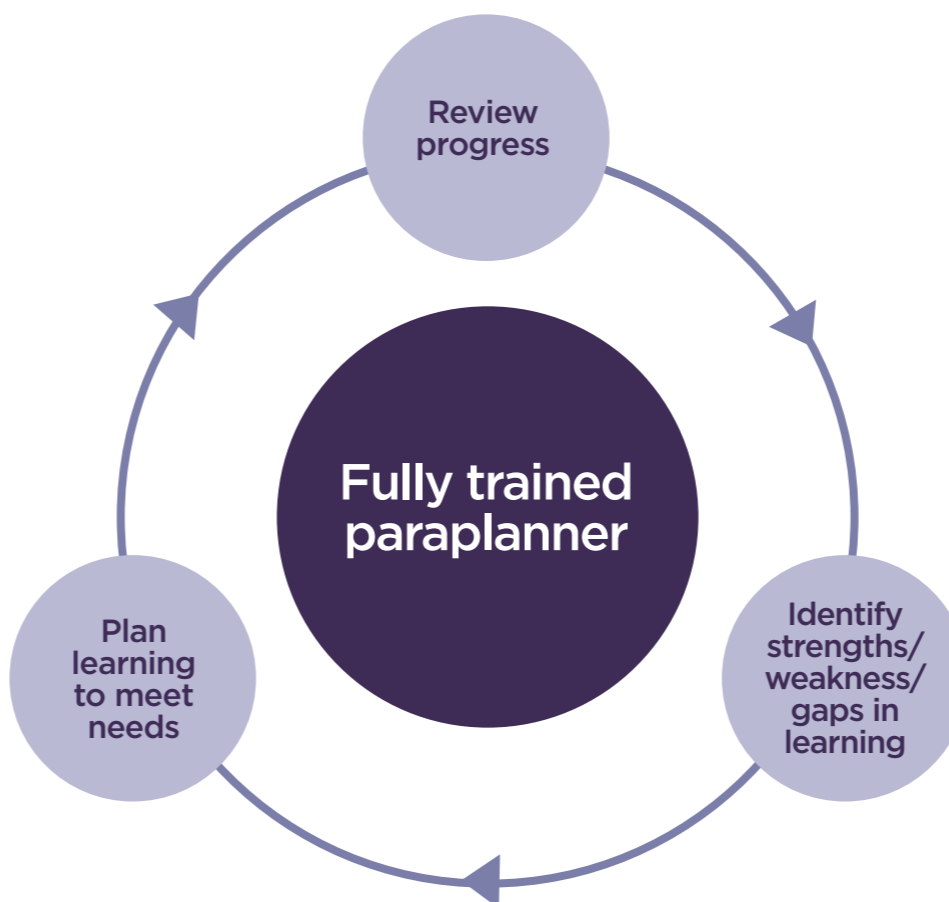 Review
progress
Fully trained
paraplanner
Identify
strengths/
weakness/
gaps in
learning
Plan
learning
to meet
needs